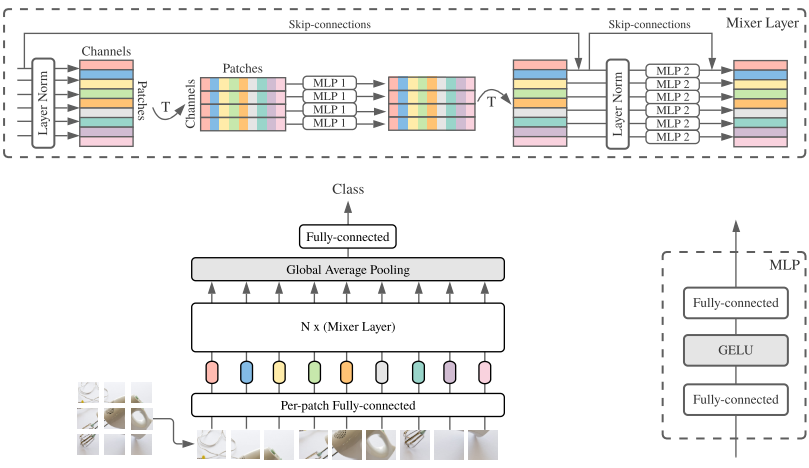 Skip-connections
Skip-connections
Mixer Layer
Channels
Layer Norm
Patches
T
Channels
Patches
MLP 1
MLP 1
MLP 1
MLP 1
T
Layer Norm
MLP 2
MLP 2
MLP 2
MLP 2
MLP 2
MLP 2
Class
Fully-connected
Global Average Pooling
N x (Mixer Layer)
Per-patch Fully-connected
MLP
Fully-connected
GELU
Fully-connected